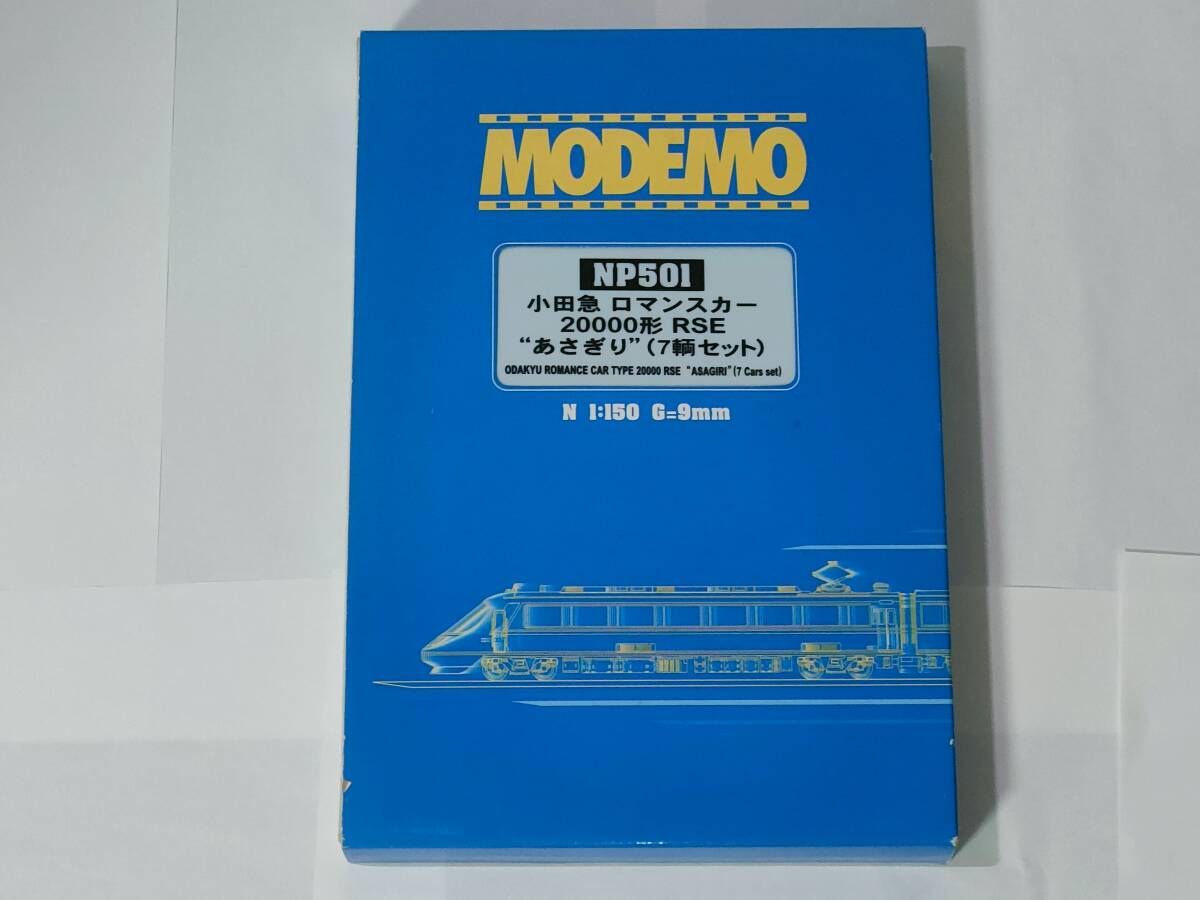 MODEMO
NP501
小田急 ロマンスカー
20000形 RSE
“あさぎり”(7輌セット)
ODAKYU ROMANCE CAR TYPE 20000 RSE “ASAGIRI”(7 Cars set)
N 1:150 G=9mm